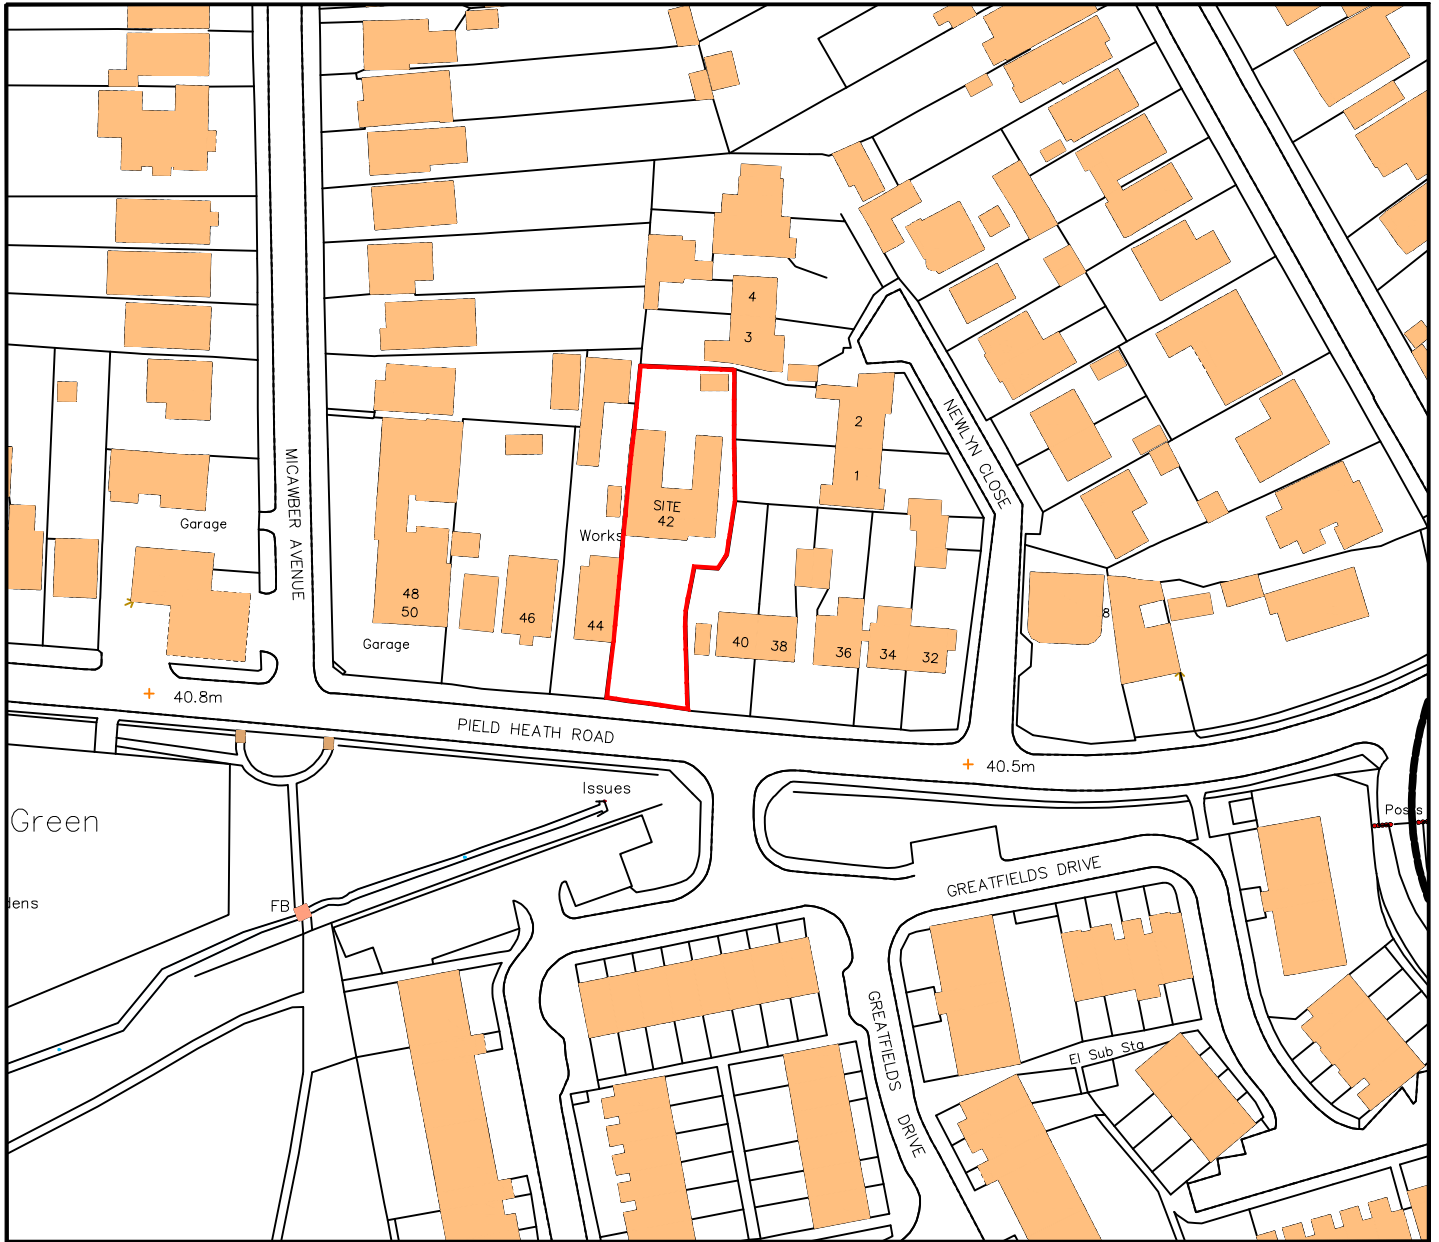 4
3
NEWLYN CLOSE
2
1
MICAWBER AVENUE
SITE
42
Garage
Works
48
50
46
44
40
38
36
34
32
8
Garage
40.8m
PIELD HEATH ROAD
40.5m
Issues
Green
Posts
GREATFIELDS DRIVE
dens
FB
GREATFIELDS DRIVE
El Sub Sta